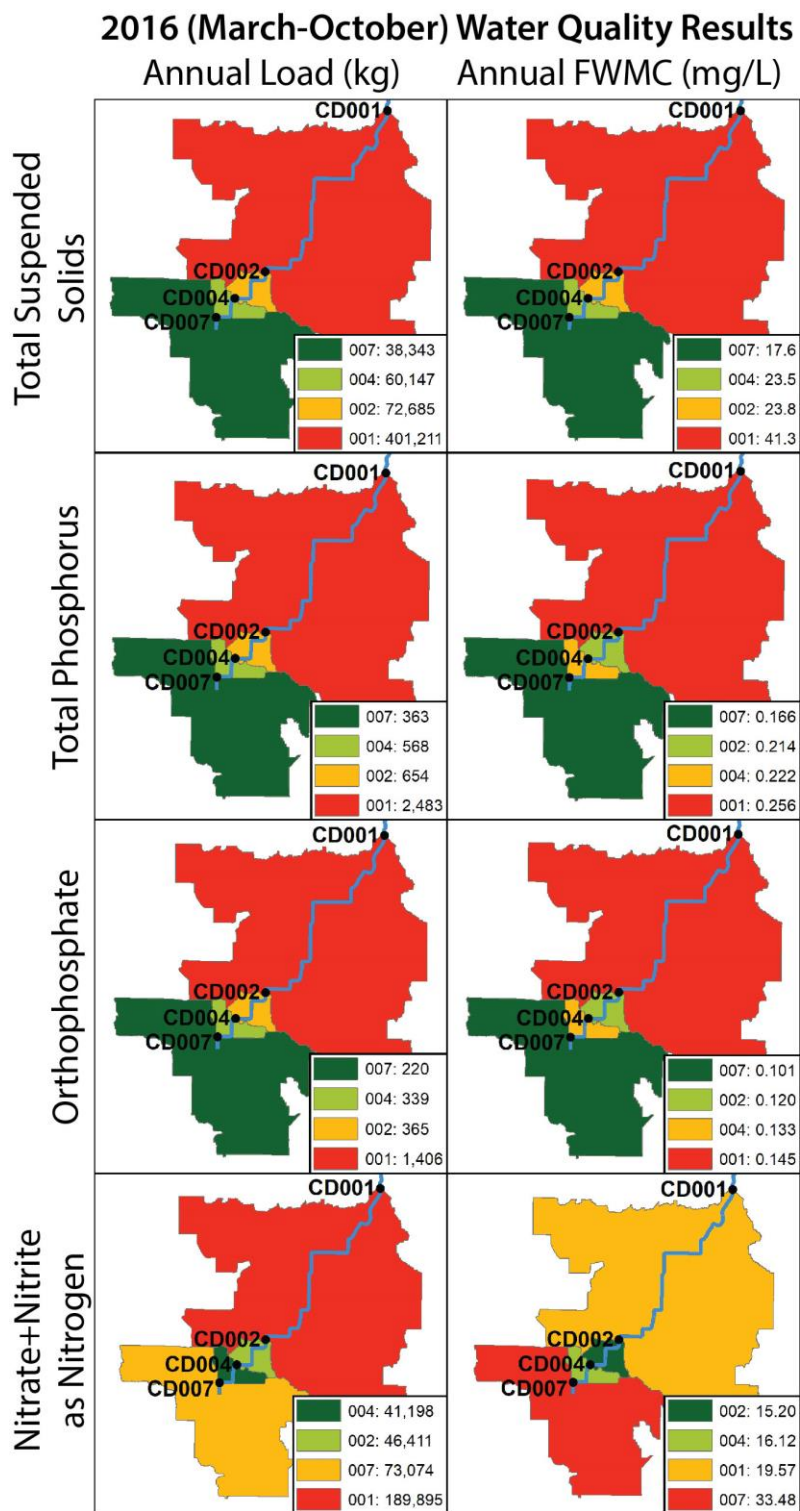 2016 (March-October) Water Quality Results
Annual Load (kg) Annual FWMC (mg/L)
Total Suspended
Solids
CD001
CD002
CD004
CD007
007: 38,343
004: 60,147
002: 72,685
001: 401,211
CD001
CD002
CD004
CD007
007: 17.6
004: 23.5
002: 23.8
001: 41.3
Total Phosphorus
CD001
CD002
CD004
CD007
007: 363
004: 568
002: 654
001: 2,483
CD001
CD002
CD004
CD007
007: 0.166
002: 0.214
004: 0.222
001: 0.256
Orthophosphate
CD001
CD002
CD004
CD007
007: 220
004: 339
002: 365
001: 1,406
CD001
CD002
CD004
CD007
007: 0.101
002: 0.120
004: 0.133
001: 0.145
Nitrate+Nitrite
as Nitrogen
CD001
CD002
CD004
CD007
004: 41,198
002: 46,411
007: 73,074
001: 189,895
CD001
CD002
CD004
CD007
002: 15.20
004: 16.12
001: 19.57
007: 33.48